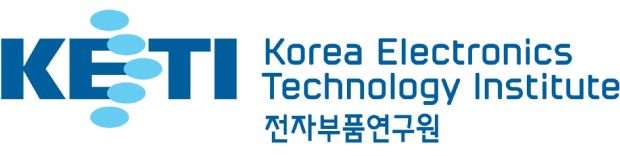 KETI
Korea Electronics
Technology Institute
전자부품연구원